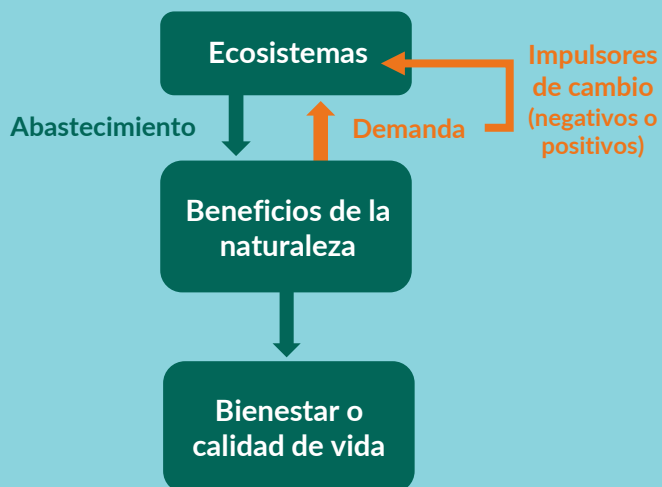 Ecosistemas
Impulsores
de cambio
(negativos o
positivos)
Abastecimiento
Demanda
Beneficios de la
naturaleza
Bienestar o
calidad de vida